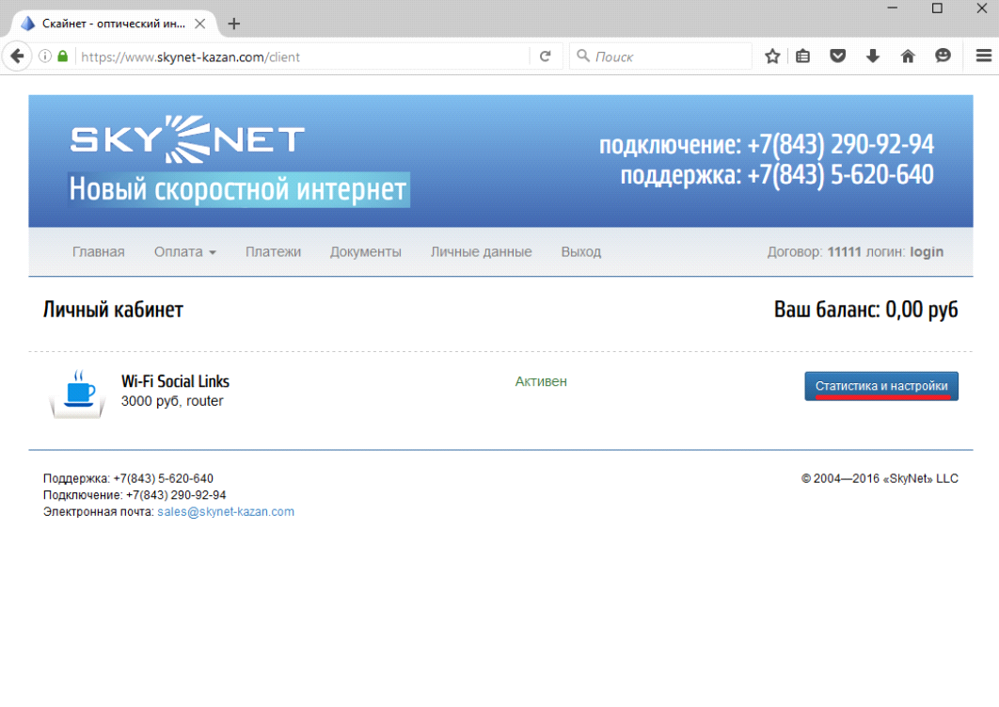 Скайнет - оптический ин...
https://www.skynet-kazan.com/client
Поиск
SKYNET
Новый скоростной интернет
подключение: +7(843) 290-92-94
поддержка: +7(843) 5-620-640
Главная Оплата Платежи Документы Личные данные Выход Договор: 11111 логин: login
Личный кабинет Ваш баланс: 0,00 руб
Wi-Fi Social Links Активен Статистика и настройки
3000 руб, router
Поддержка: +7(843) 5-620-640 © 2004—2016 «SkyNet» LLC
Подключение: +7(843) 290-92-94
Электронная почта: sales@skynet-kazan.com